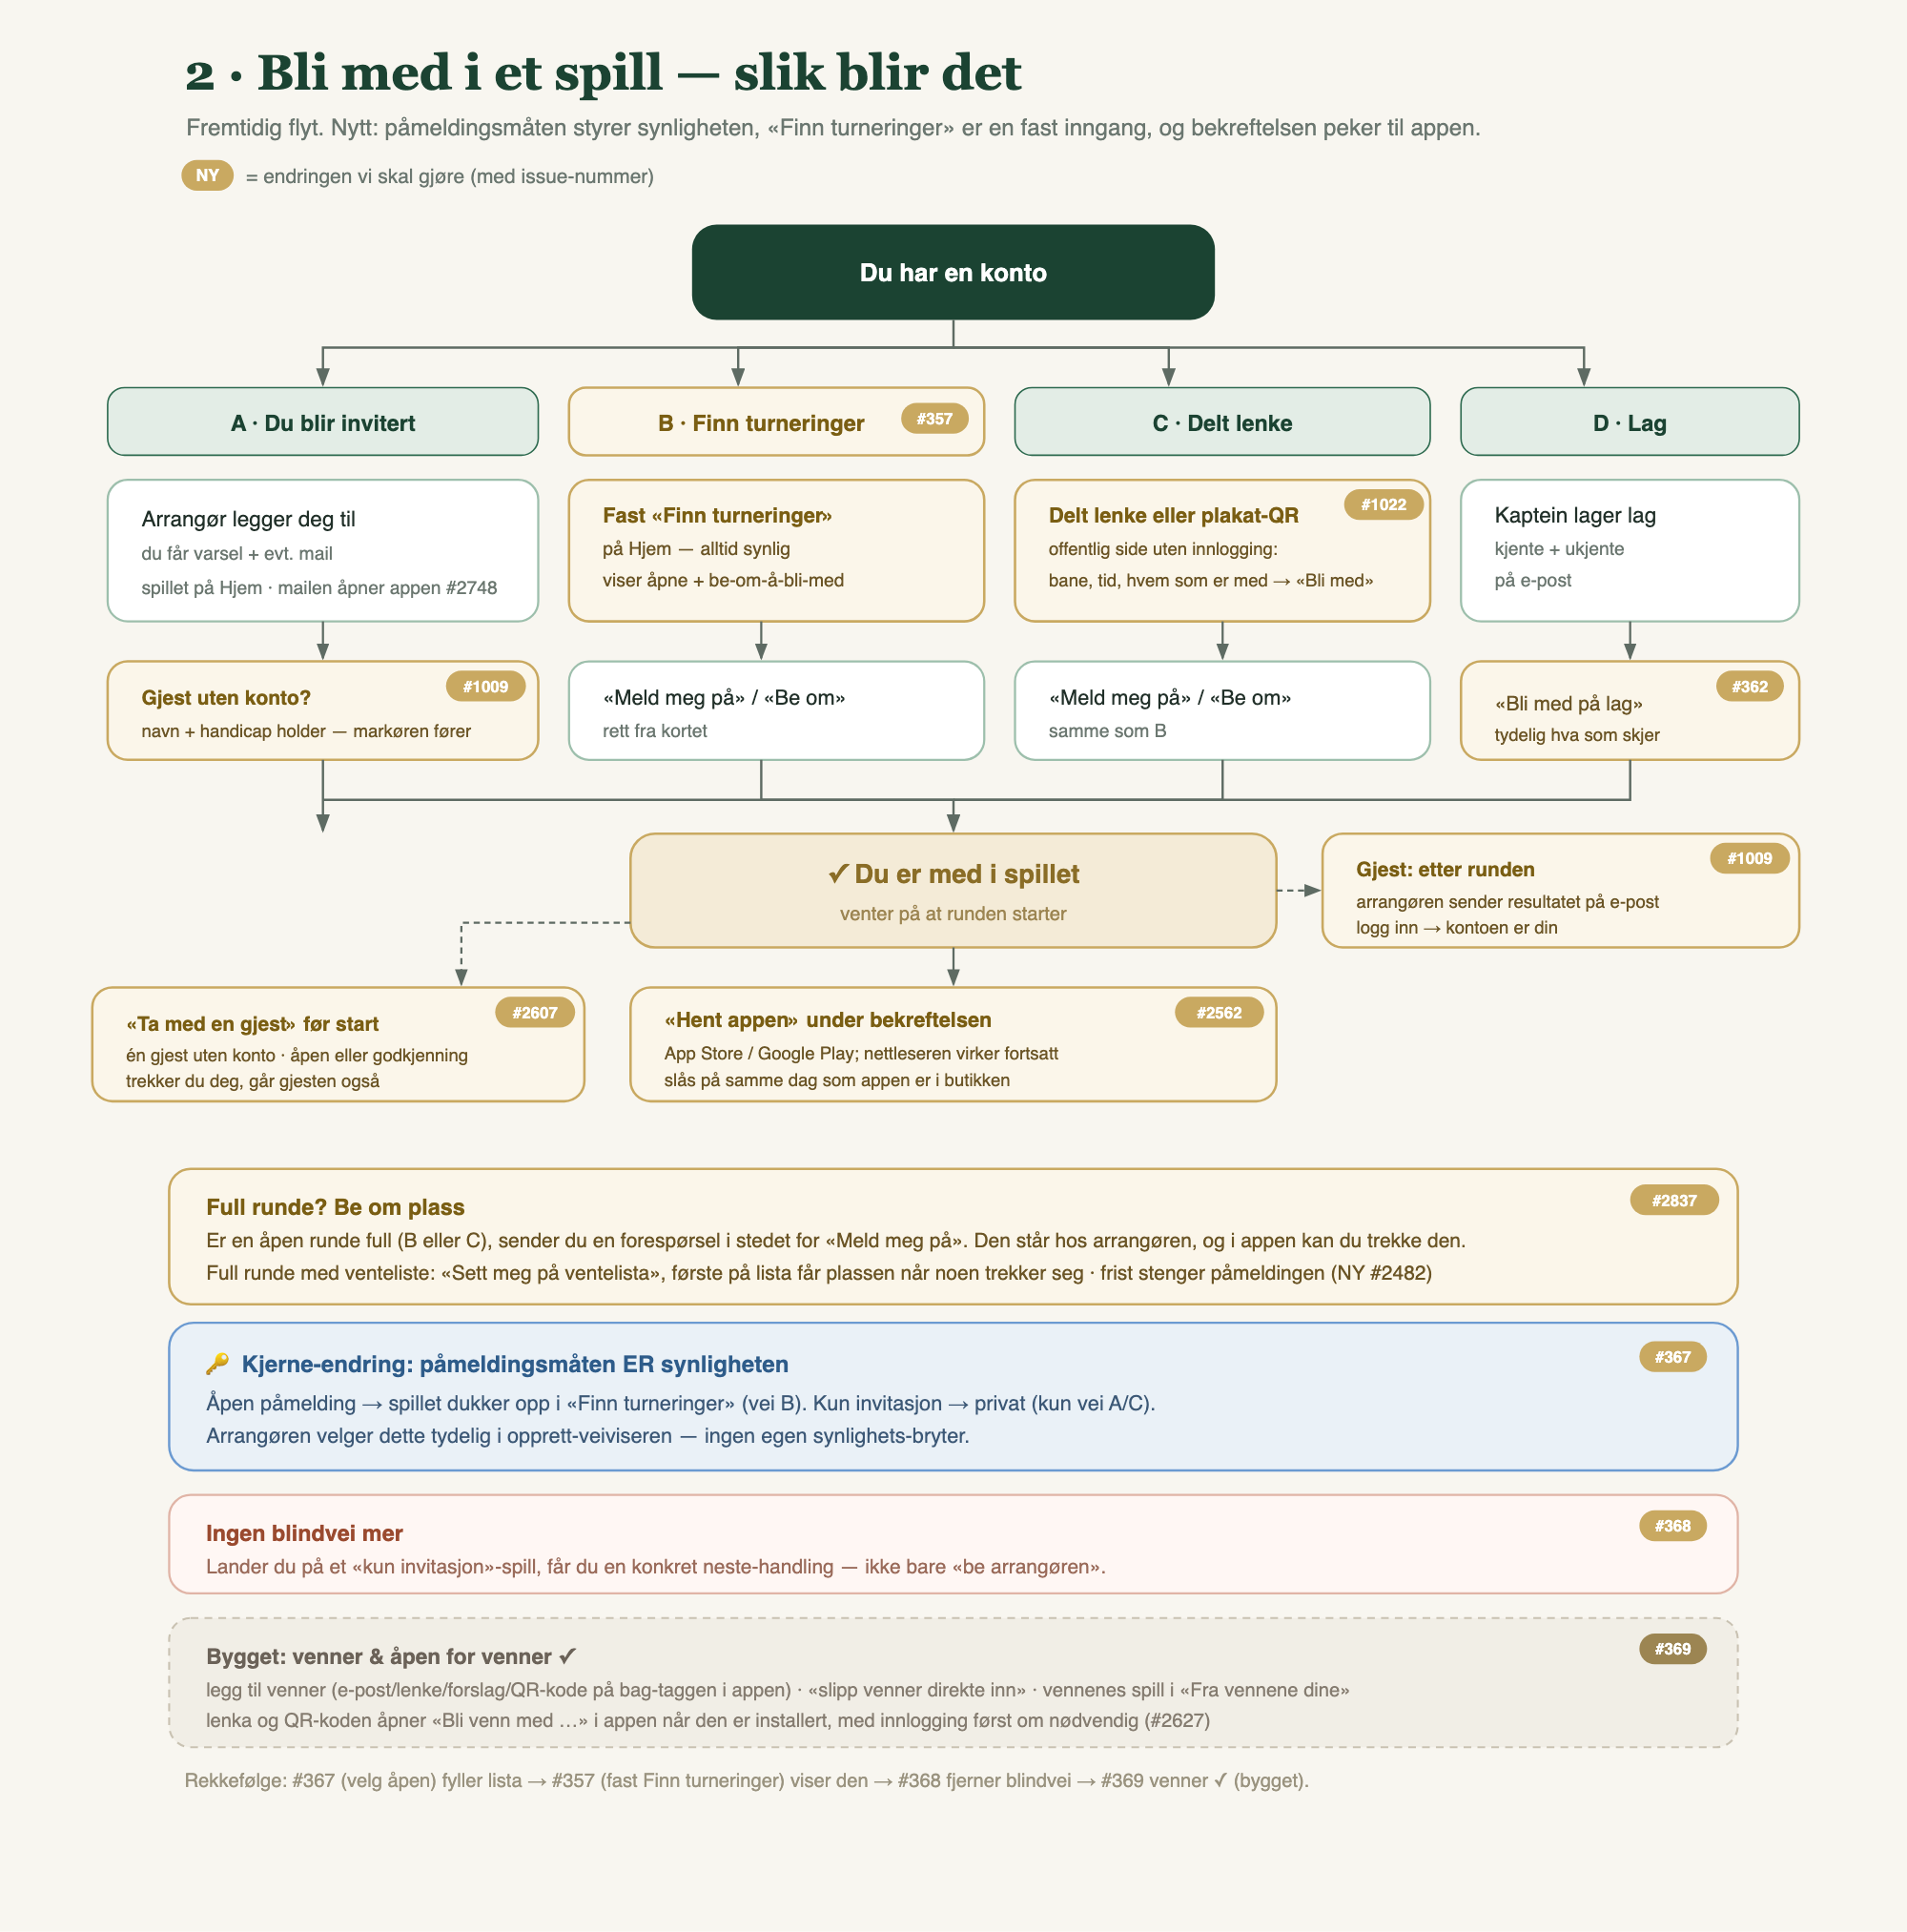 2 · Bli med i et spill — slik blir det
Fremtidig flyt. Nytt: påmeldingsmåten styrer synligheten, «Finn turneringer» er en fast inngang, og bekreftelsen peker til appen.
NY = endringen vi skal gjøre (med issue-nummer)
Du har en konto
A · Du blir invitert
B · Finn turneringer #357
C · Delt lenke
D · Lag
Arrangør legger deg til
du får varsel + evt. mail
spillet på Hjem · mailen åpner appen #2748
Fast «Finn turneringer»
på Hjem — alltid synlig
viser åpne + be-om-å-bli-med
#1022
Delt lenke eller plakat-QR
offentlig side uten innlogging:
bane, tid, hvem som er med → «Bli med»
Kaptein lager lag
kjente + ukjente
på e-post
#1009
Gjest uten konto?
navn + handicap holder — markøren fører
«Meld meg på» / «Be om»
rett fra kortet
«Meld meg på» / «Be om»
samme som B
#362
«Bli med på lag»
tydelig hva som skjer
✓ Du er med i spillet
venter på at runden starter
#1009
Gjest: etter runden
arrangøren sender resultatet på e-post
logg inn → kontoen er din
#2607
«Ta med en gjest» før start
én gjest uten konto · åpen eller godkjenning
trekker du deg, går gjesten også
#2562
«Hent appen» under bekreftelsen
App Store / Google Play; nettleseren virker fortsatt
slås på samme dag som appen er i butikken
Full runde? Be om plass #2837
Er en åpen runde full (B eller C), sender du en forespørsel i stedet for «Meld meg på». Den står hos arrangøren, og i appen kan du trekke den.
Full runde med venteliste: «Sett meg på ventelista», første på lista får plassen når noen trekker seg · frist stenger påmeldingen (NY #2482)
🔑 Kjerne-endring: påmeldingsmåten ER synligheten #367
Åpen påmelding → spillet dukker opp i «Finn turneringer» (vei B). Kun invitasjon → privat (kun vei A/C).
Arrangøren velger dette tydelig i opprett-veiviseren — ingen egen synlighets-bryter.
Ingen blindvei mer #368
Lander du på et «kun invitasjon»-spill, får du en konkret neste-handling — ikke bare «be arrangøren».
Bygget: venner & åpen for venner ✓ #369
legg til venner (e-post/lenke/forslag/QR-kode på bag-taggen i appen) · «slipp venner direkte inn» · vennenes spill i «Fra vennene dine»
lenka og QR-koden åpner «Bli venn med …» i appen når den er installert, med innlogging først om nødvendig (#2627)
Rekkefølge: #367 (velg åpen) fyller lista → #357 (fast Finn turneringer) viser den → #368 fjerner blindvei → #369 venner ✓ (bygget).